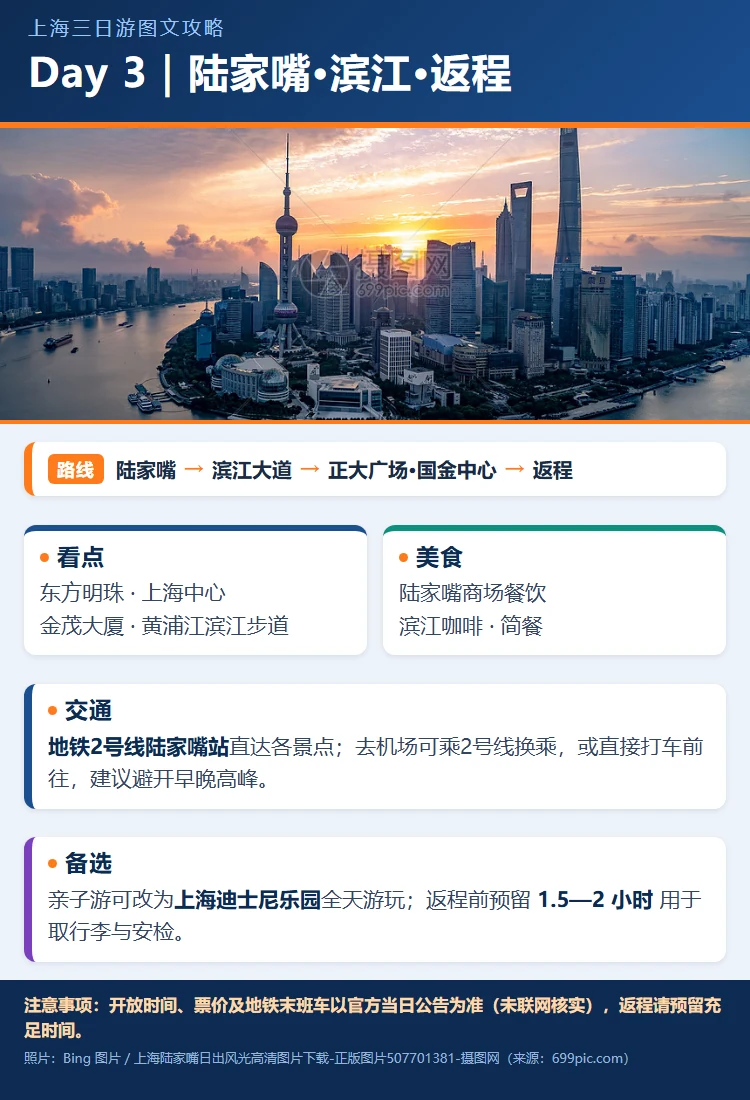 上海三日游图文攻略
Day 3 | 陆家嘴•滨江•返程
摄图网
699pic.com
路线 陆家嘴 → 滨江大道 → 正大广场•国金中心 → 返程
看点
东方明珠 · 上海中心
金茂大厦 · 黄浦江滨江步道
美食
陆家嘴商场餐饮
滨江咖啡 · 简餐
交通
地铁2号线陆家嘴站直达各景点；去机场可乘2号线换乘，或直接打车前
往，建议避开早晚高峰。
备选
亲子游可改为上海迪士尼乐园全天游玩；返程前预留 1.5—2 小时 用于
取行李与安检。
注意事项：开放时间、票价及地铁末班车以官方当日公告为准（未联网核实），返程请预留充
足时间。
照片：Bing 图片 / 上海陆家嘴日出风光高清图片下载-正版图片507701381-摄图网（来源：699pic.com）